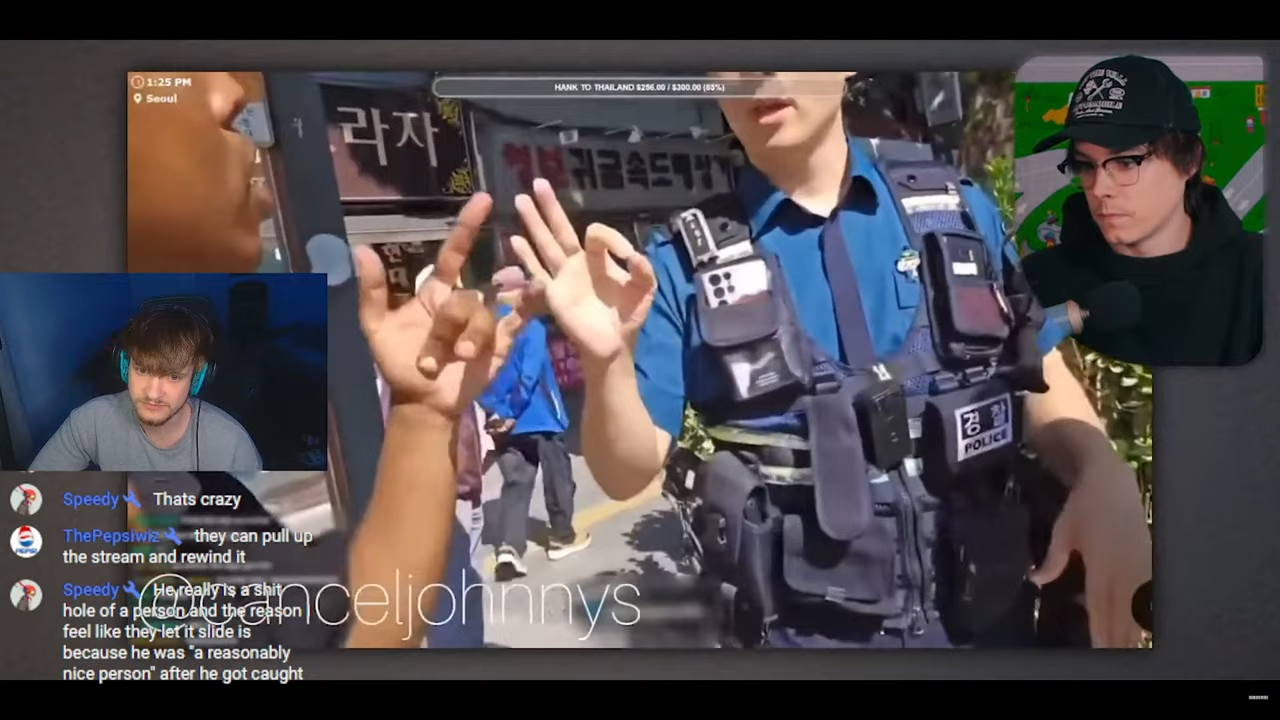 1:25 PM
Seoul
HANK TO THAILAND $256.00 / $300.00 (85%)
라자
경찰
POLICE
Speedy Thats crazy
ThePepsiwiz they can pull up
the stream and rewind it
Speedy He really is a shit
hole of a person and the reason I
feel like they let it slide is
because he was "a reasonably
nice person" after he got caught
@canceljohnnys